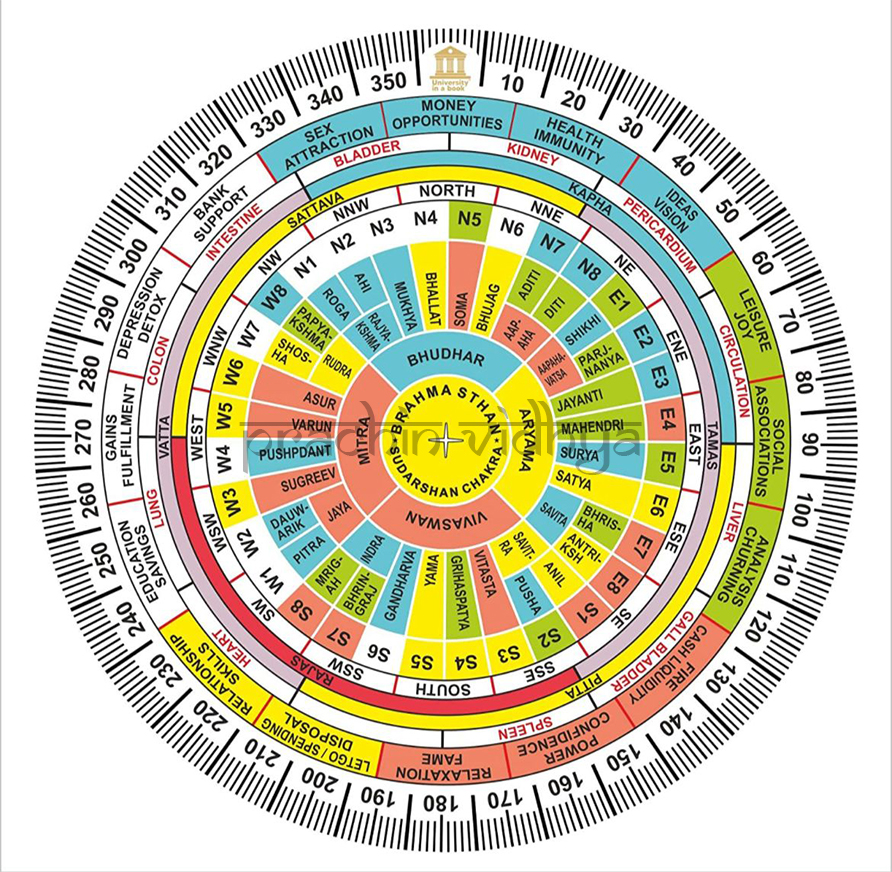 University
in a book
10
20
30
40
50
60
70
80
90
100
110
120
130
140
150
160
170
180
190
200
210
220
230
240
250
260
270
280
290
300
310
320
330
340
350
MONEY
OPPORTUNITIES
HEALTH
IMMUNITY
IDEAS
VISION
LEISURE
JOY
SOCIAL
ASSOCIATIONS
ANALYSIS
CHURNING
FIRE
CASH LIQUIDITY
POWER
CONFIDENCE
RELAXATION
FAME
LETGO / SPENDING
DISPOSAL
RELATIONSHIP
SKILLS
EDUCATION
SAVINGS
GAINS
FULFILLMENT
DEPRESSION
DETOX
BANK
SUPPORT
SEX
ATTRACTION
KIDNEY
PERICARDIUM
CIRCULATION
LIVER
GALL BLADDER
SPLEEN
HEART
LUNG
COLON
INTESTINE
BLADDER
KAPHA
PITTA
VATTA
SATTAVA
TAMAS
RAJAS
NORTH
NNE
NE
ENE
EAST
ESE
SE
SSE
SOUTH
SSW
SW
WSW
WEST
WNW
NW
NNW
N1
N2
N3
N4
N5
N6
N7
N8
E1
E2
E3
E4
E5
E6
E7
E8
S1
S2
S3
S4
S5
S6
S7
S8
W1
W2
W3
W4
W5
W6
W7
W8
ROGA
AHI
MUKHYA
BHALLAT
SOMA
BHUJAG
ADITI
DITI
SHIKHI
PARJ-
NANYA
JAYANTI
MAHENDRI
SURYA
SATYA
BHRIS-
HA
ANTRI-
KSH
ANIL
PUSHA
VITASTA
GRIHASPATYA
YAMA
GANDHARVA
BHRIN-
GRAJ
MRIG-
AH
PITRA
DAUW-
ARIK
SUGREEV
PUSHPDANT
VARUN
ASUR
SHOS-
HA
PAPYA-
KSHMA
RAJYA-
KSHMA
RUDRA
AAP-
AHA
AAPAHA-
VATSA
SAVITA
SAVIT-
RA
INDRA
JAYA
BHUDHAR
ARYAMA
VIVASWAN
MITRA
BRAHMA STHAN
SUDARSHAN CHAKRA
prachin vidhya